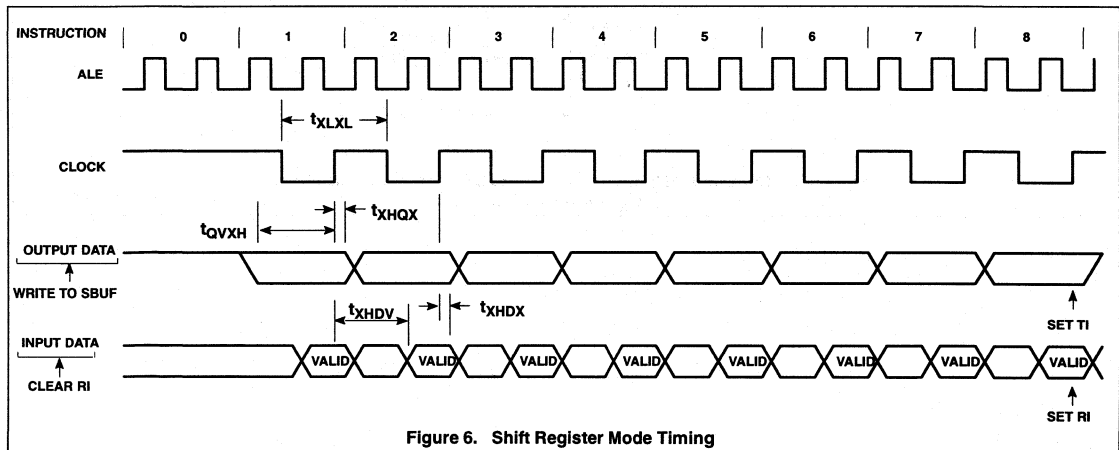 INSTRUCTION 0 1 2 3 4 5 6 7 8
ALE
tXLXL
CLOCK
tXHQX
tQVXH
OUTPUT DATA
WRITE TO SBUF
tXHDV
tXHDX
SET TI
INPUT DATA
VALID VALID VALID VALID VALID VALID VALID VALID
CLEAR RI
SET RI
Figure 6. Shift Register Mode Timing